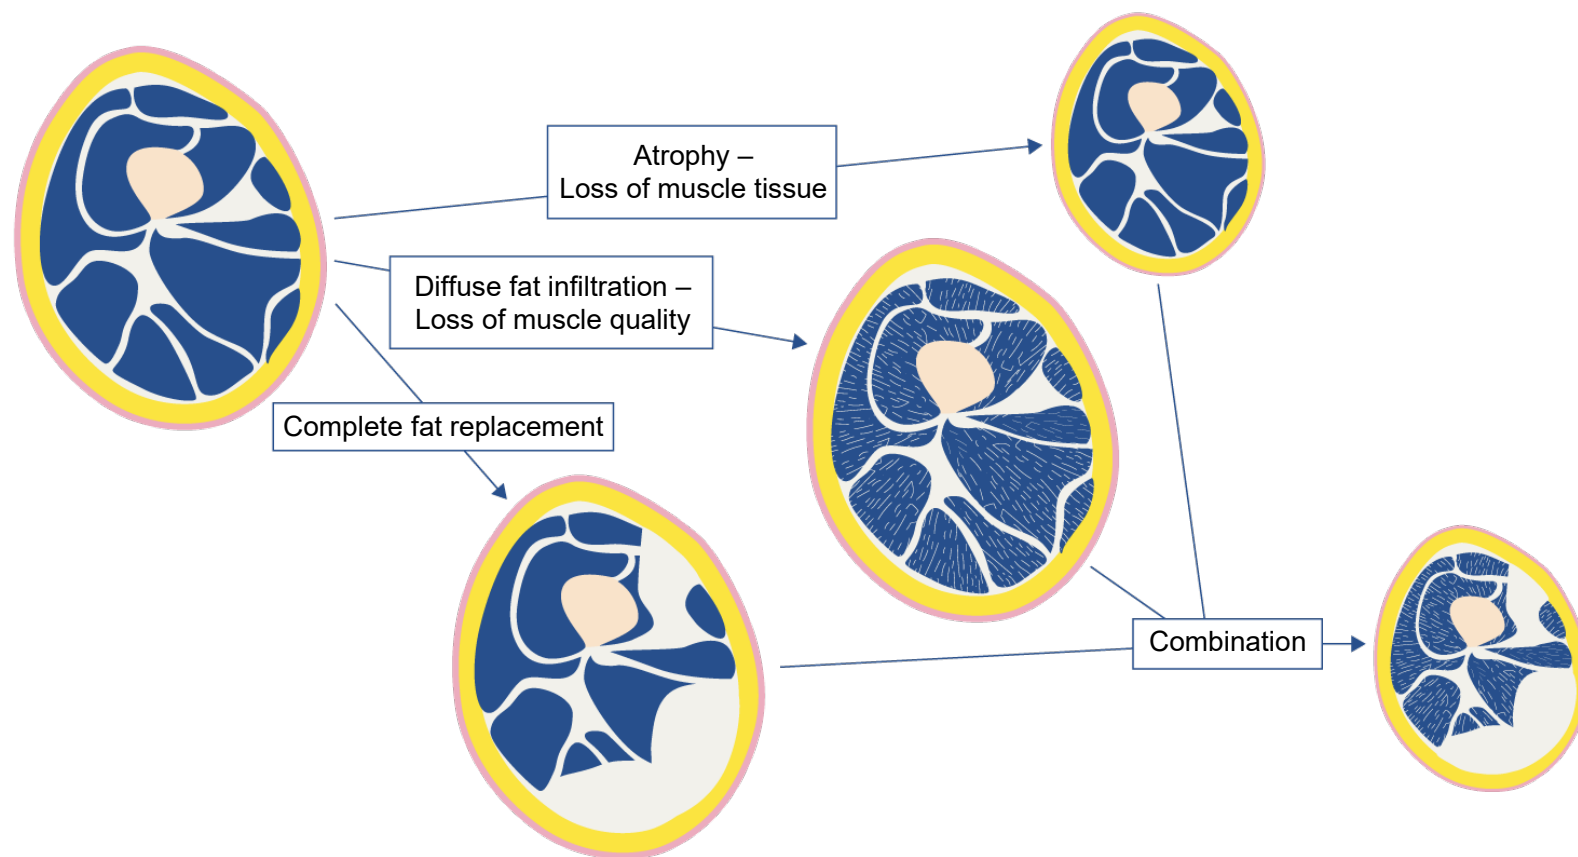 Atrophy –
Loss of muscle tissue
Diffuse fat infiltration –
Loss of muscle quality
Complete fat replacement
Combination